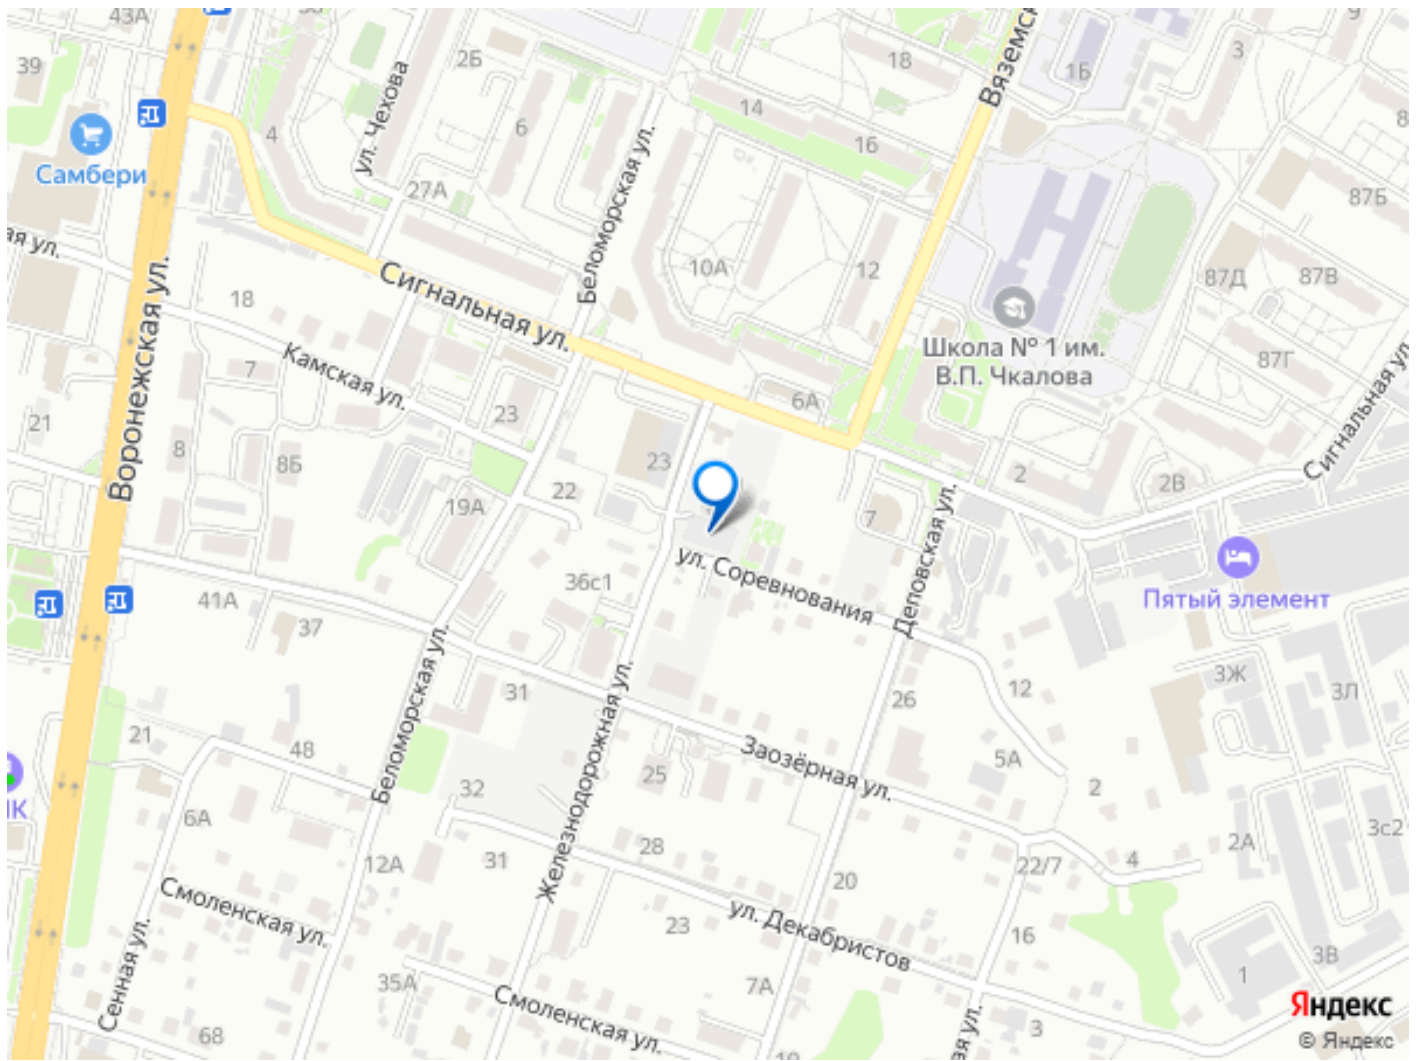 43А
39
2Б
6
18
14
16
1Б
3
9
87Б
4
ул. Чехова
27А
Самбери
ая ул.
Вяземск
Беломорская ул.
Воронежская ул.
18
Сигнальная ул.
10А
12
87Д
87В
Школа № 1 им.
В.П. Чкалова
87Г
Камская ул.
7
21
8
8Б
23
6А
Сигнальная ул.
19А
22
23
7
2
2В
36с1
ул. Соревнования
Деповская ул.
Пятый элемент
41А
37
Беломорская ул.
31
Железнодорожная ул.
26
12
3Ж
3Л
21
48
1
32
25
Заозёрная ул.
5А
2
ЛК
6А
31
28
20
22/7
4
2А
3с2
12А
Смоленская ул.
Сенная ул.
23
ул. Декабристов
16
35А
7А
68
Смоленская ул.
3
ая ул.
1
3В
Яндекс
© Яндекс